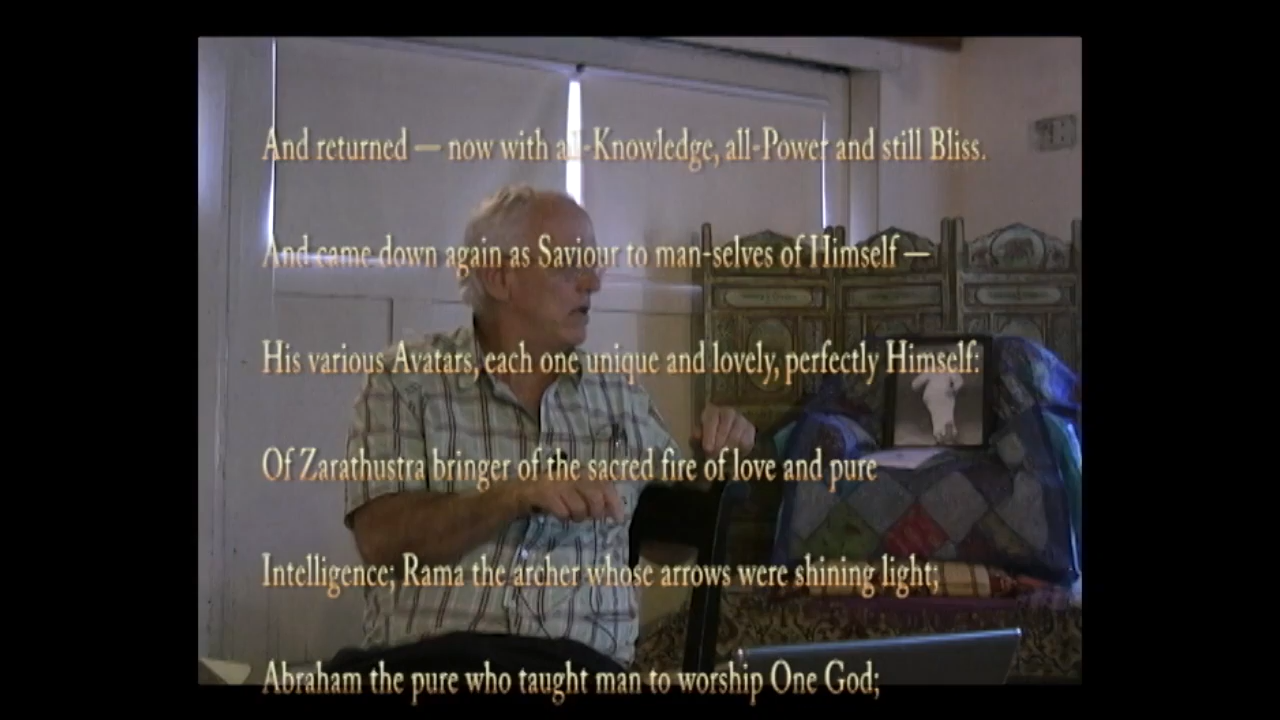 And returned — now with all-Knowledge, all-Power and still Bliss.
And came down again as Saviour to man-selves of Himself —
His various Avatars, each one unique and lovely, perfectly Himself:
Of Zarathustra bringer of the sacred fire of love and pure
Intelligence; Rama the archer whose arrows were shining light;
Abraham the pure who taught man to worship One God;